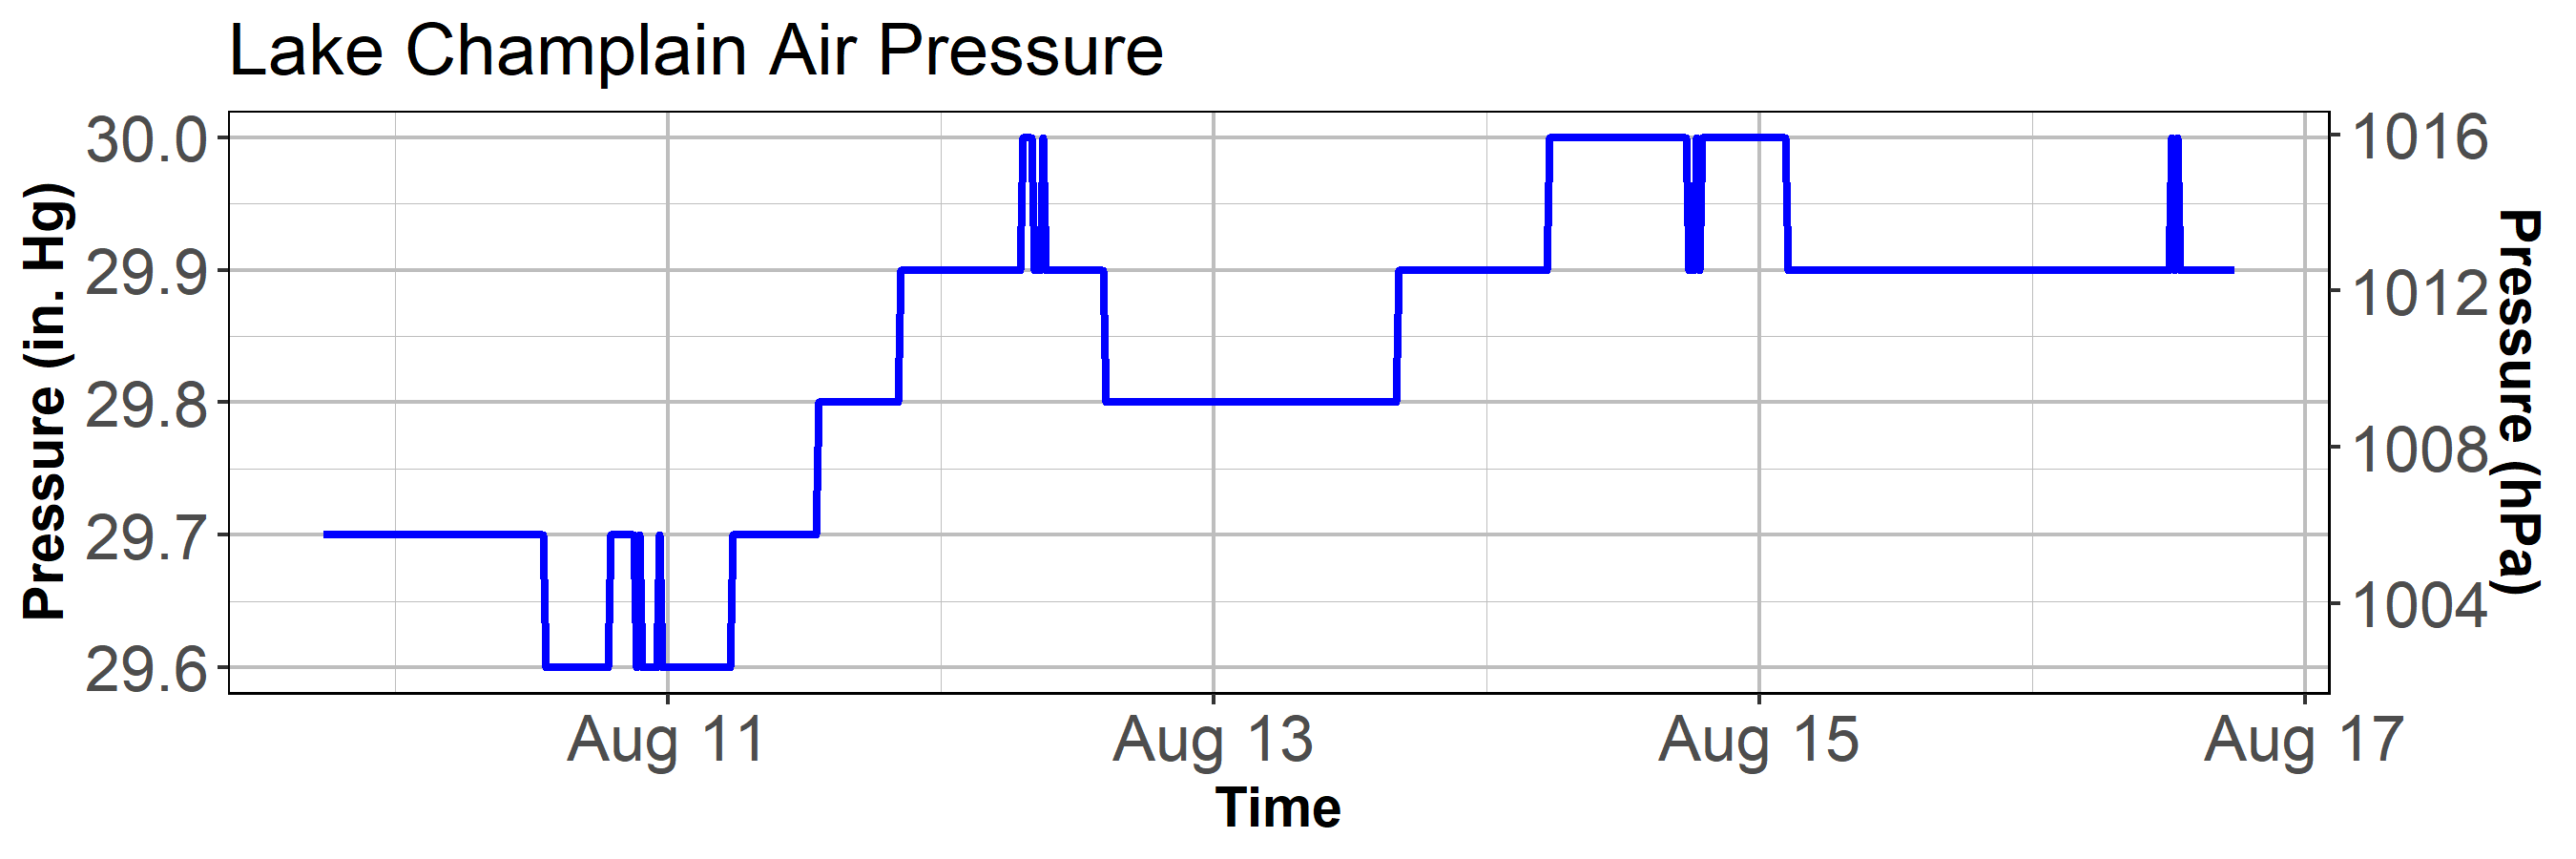 Lake Champlain Air Pressure
Pressure (in. Hg)
30.0
29.9
29.8
29.7
29.6
1016
1012
1008
1004
Pressure (hPa)
Aug 11 Aug 13 Aug 15 Aug 17
Time